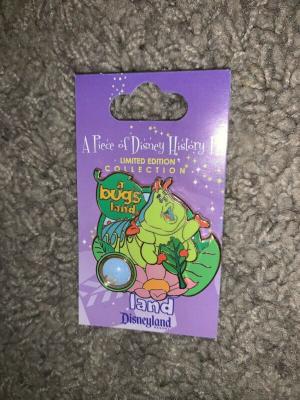 A Piece of Disney History
LIMITED EDITION
COLLECTION
a
bug's
land
land
Disneyland